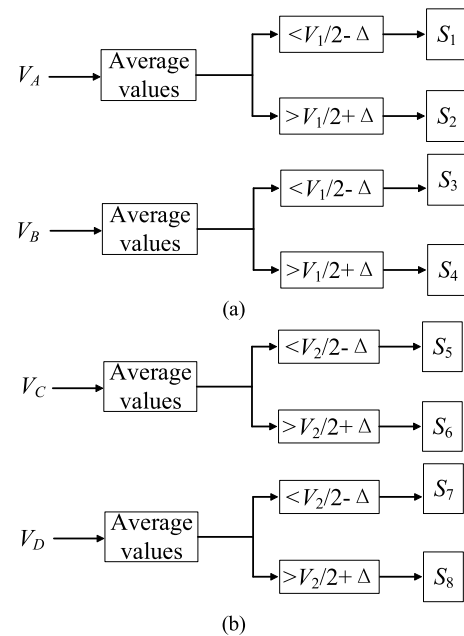 V_A
Average
values
<V_1/2- Δ
S_1
>V_1/2+ Δ
S_2
V_B
Average
values
<V_1/2- Δ
S_3
>V_1/2+ Δ
S_4
(a)
V_C
Average
values
<V_2/2- Δ
S_5
>V_2/2+ Δ
S_6
V_D
Average
values
<V_2/2- Δ
S_7
>V_2/2+ Δ
S_8
(b)